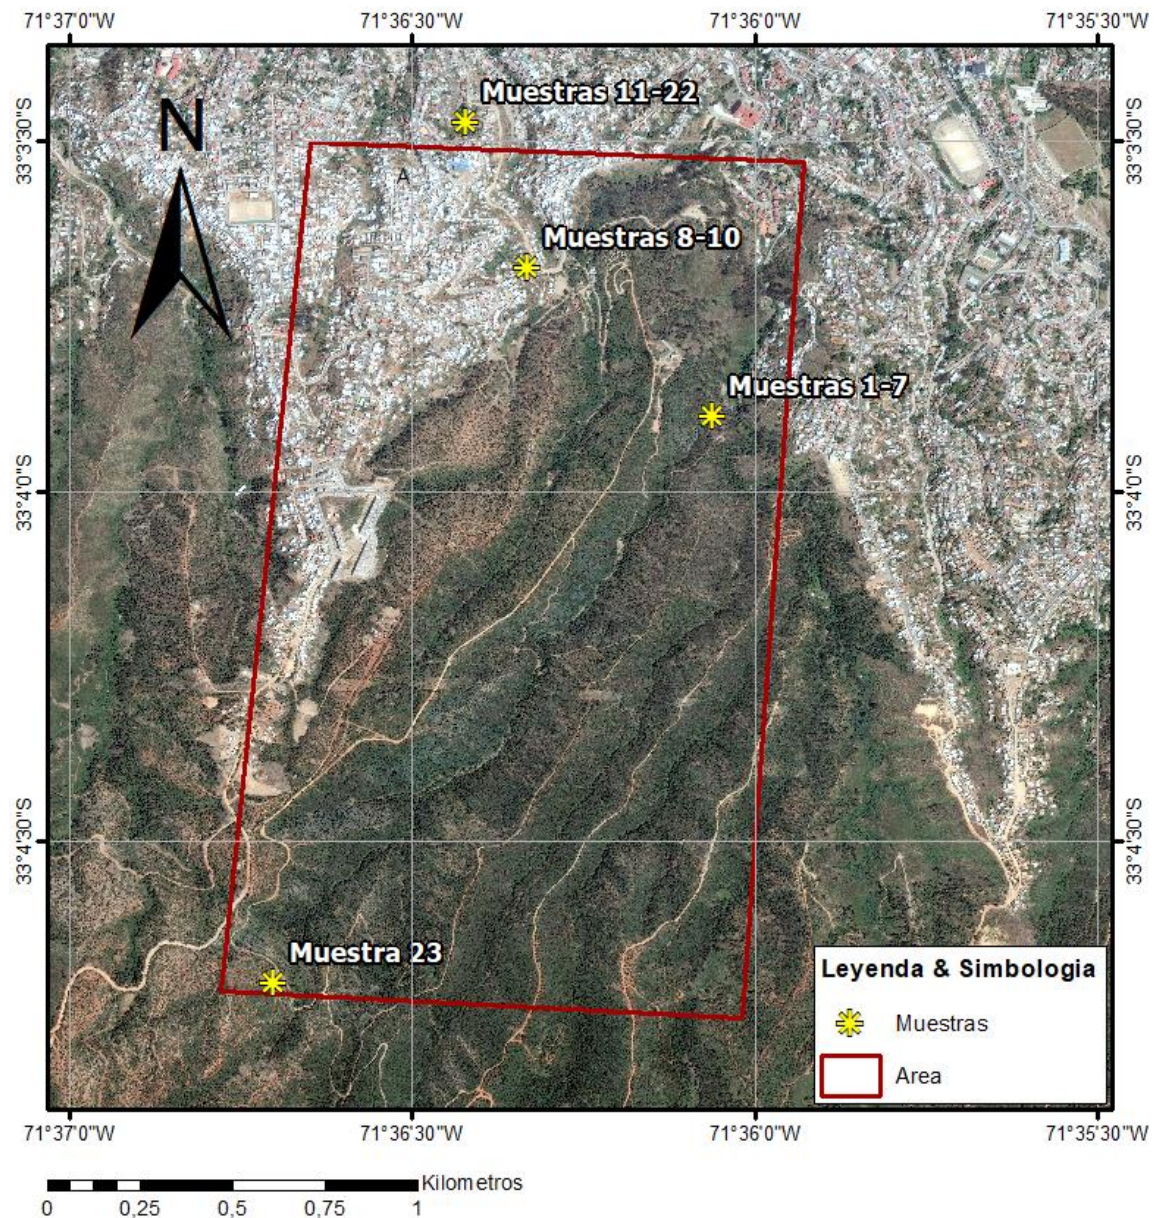 71°37'0"W 71°36'30"W 71°36'0"W 71°35'30"W
Muestras 11-22
N
33°3'30"S 33°3'30"S
A
Muestras 8-10
Muestras 1-7
33°4'0"S 33°4'0"S
33°4'30"S 33°4'30"S
Muestra 23
Leyenda & Simbologia
Muestras
Area
71°37'0"W 71°36'30"W 71°36'0"W 71°35'30"W
Kilometros
0 0,25 0,5 0,75 1